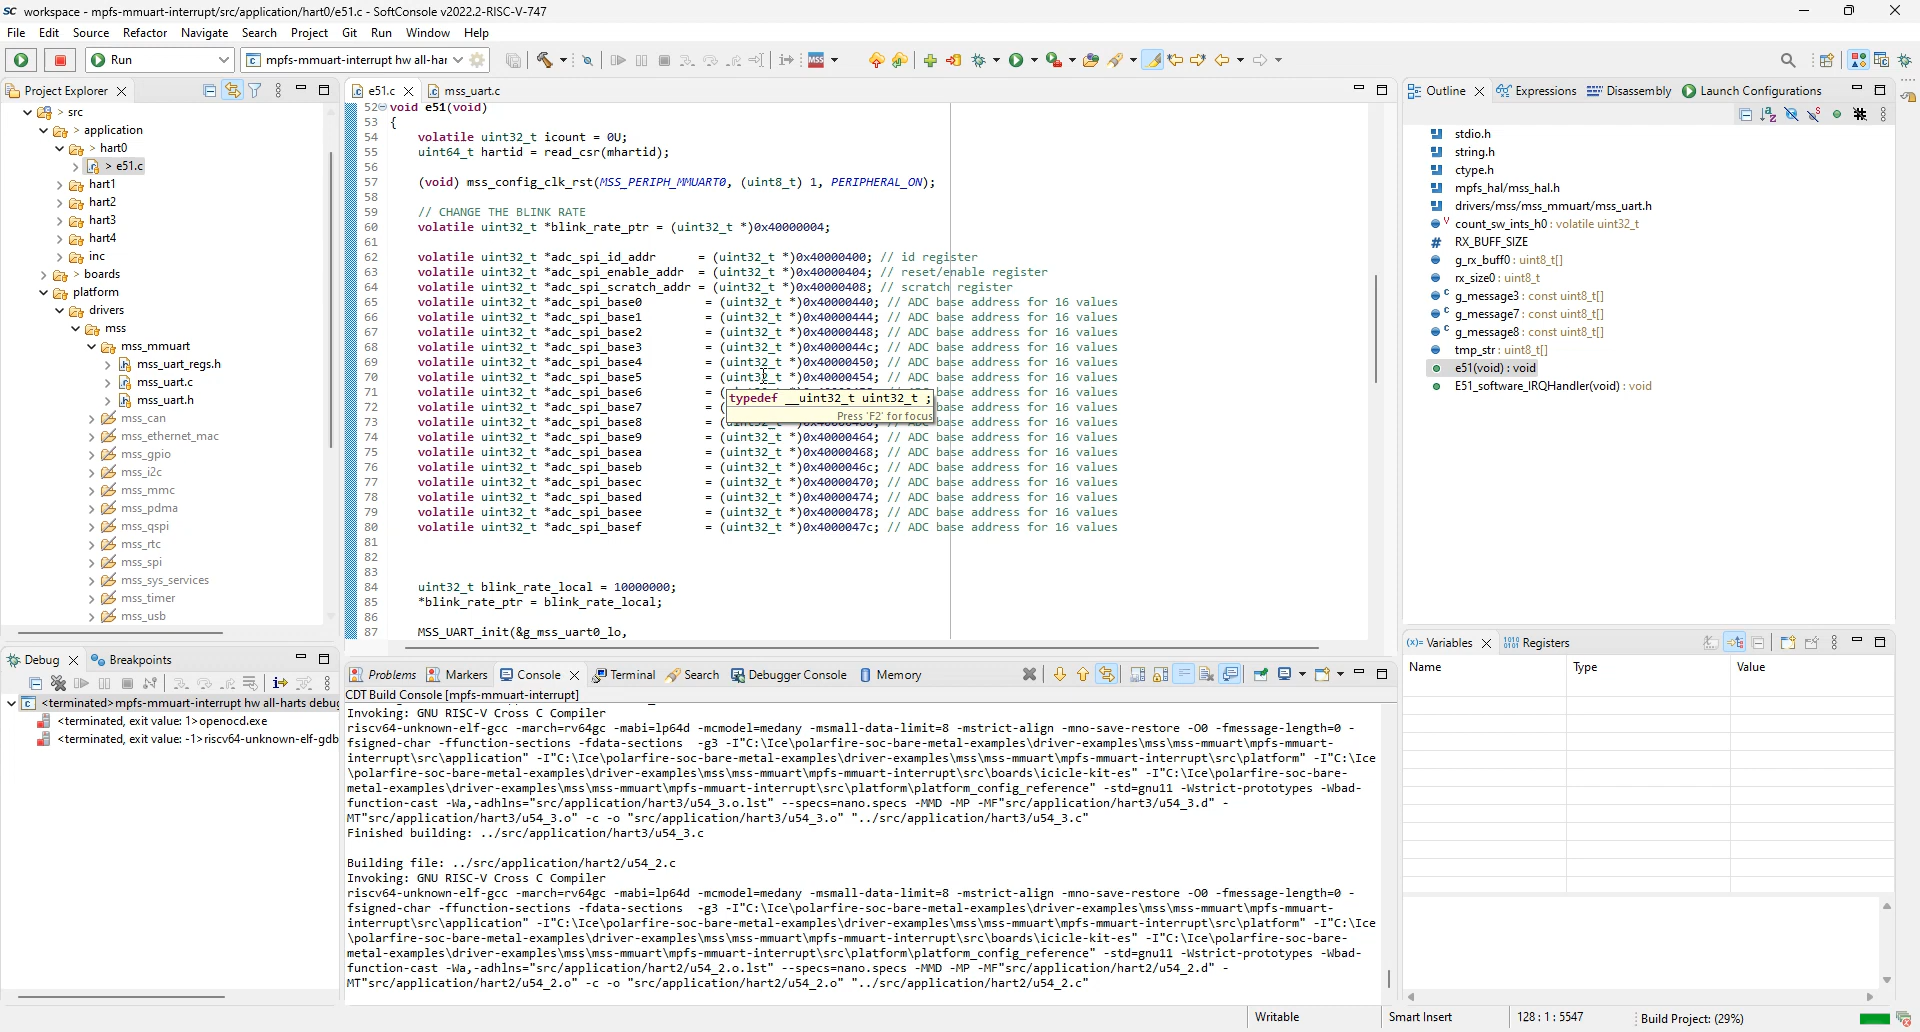 SC workspace - mpfs-mmuart-interrupt/src/application/hart0/e51.c - SoftConsole v2022.2-RISC-V-747
File Edit Source Refactor Navigate Search Project Git Run Window Help
Run
mpfs-mmuart-interrupt hw all-har
MSS
Project Explorer
> src
> application
> hart0
> e51.c
hart1
hart2
hart3
hart4
inc
> boards
platform
drivers
mss
mss_mmuart
mss_uart_regs.h
mss_uart.c
mss_uart.h
mss_can
mss_ethernet_mac
mss_gpio
mss_i2c
mss_mmc
mss_pdma
mss_qspi
mss_rtc
mss_spi
mss_sys_services
mss_timer
mss_usb
e51.c
mss_uart.c
52 void e51(void)
53 {
54 volatile uint32_t icount = 0U;
55 uint64_t hartid = read_csr(mhartid);
56
57 (void) mss_config_clk_rst(MSS_PERIPH_MMUART0, (uint8_t) 1, PERIPHERAL_ON);
58
59 // CHANGE THE BLINK RATE
60 volatile uint32_t *blink_rate_ptr = (uint32_t *)0x40000004;
61
62 volatile uint32_t *adc_spi_id_addr = (uint32_t *)0x40000400; // id register
63 volatile uint32_t *adc_spi_enable_addr = (uint32_t *)0x40000404; // reset/enable register
64 volatile uint32_t *adc_spi_scratch_addr = (uint32_t *)0x40000408; // scratch register
65 volatile uint32_t *adc_spi_base0 = (uint32_t *)0x40000440; // ADC base address for 16 values
66 volatile uint32_t *adc_spi_base1 = (uint32_t *)0x40000444; // ADC base address for 16 values
67 volatile uint32_t *adc_spi_base2 = (uint32_t *)0x40000448; // ADC base address for 16 values
68 volatile uint32_t *adc_spi_base3 = (uint32_t *)0x4000044c; // ADC base address for 16 values
69 volatile uint32_t *adc_spi_base4 = (uint32_t *)0x40000450; // ADC base address for 16 values
70 volatile uint32_t *adc_spi_base5 = (uint32_t *)0x40000454; // ADC base address for 16 values
71 volatile uint32_t *adc_spi_base6 = ( base address for 16 values
typedef __uint32_t uint32_t ;
72 volatile uint32_t *adc_spi_base7 = ( base address for 16 values
Press 'F2' for focus
73 volatile uint32_t *adc_spi_base8 = ( base address for 16 values
74 volatile uint32_t *adc_spi_base9 = (uint32_t *)0x40000464; // ADC base address for 16 values
75 volatile uint32_t *adc_spi_basea = (uint32_t *)0x40000468; // ADC base address for 16 values
76 volatile uint32_t *adc_spi_baseb = (uint32_t *)0x4000046c; // ADC base address for 16 values
77 volatile uint32_t *adc_spi_basec = (uint32_t *)0x40000470; // ADC base address for 16 values
78 volatile uint32_t *adc_spi_based = (uint32_t *)0x40000474; // ADC base address for 16 values
79 volatile uint32_t *adc_spi_basee = (uint32_t *)0x40000478; // ADC base address for 16 values
80 volatile uint32_t *adc_spi_basef = (uint32_t *)0x4000047c; // ADC base address for 16 values
81
82
83
84 uint32_t blink_rate_local = 10000000;
85 *blink_rate_ptr = blink_rate_local;
86
87 MSS_UART_init(&g_mss_uart0_lo,
Outline Expressions Disassembly Launch Configurations
stdio.h
string.h
ctype.h
mpfs_hal/mss_hal.h
drivers/mss/mss_mmuart/mss_uart.h
count_sw_ints_h0 : volatile uint32_t
RX_BUFF_SIZE
g_rx_buff0 : uint8_t[]
rx_size0 : uint8_t
g_message3 : const uint8_t[]
g_message7 : const uint8_t[]
g_message8 : const uint8_t[]
tmp_str : uint8_t[]
e51(void) : void
E51_software_IRQHandler(void) : void
Debug Breakpoints
<terminated>mpfs-mmuart-interrupt hw all-harts debug
<terminated, exit value: 1>openocd.exe
<terminated, exit value: -1>riscv64-unknown-elf-gdb
Problems Markers Console Terminal Search Debugger Console Memory
CDT Build Console [mpfs-mmuart-interrupt]
Invoking: GNU RISC-V Cross C Compiler
riscv64-unknown-elf-gcc -march=rv64gc -mabi=lp64d -mcmodel=medany -msmall-data-limit=8 -mstrict-align -mno-save-restore -O0 -fmessage-length=0 -
fsigned-char -ffunction-sections -fdata-sections -g3 -I"C:\Ice\polarfire-soc-bare-metal-examples\driver-examples\mss\mss-mmuart\mpfs-mmuart-
interrupt\src\application" -I"C:\Ice\polarfire-soc-bare-metal-examples\driver-examples\mss\mss-mmuart\mpfs-mmuart-interrupt\src\platform" -I"C:\Ice
\polarfire-soc-bare-metal-examples\driver-examples\mss\mss-mmuart\mpfs-mmuart-interrupt\src\boards\icicle-kit-es" -I"C:\Ice\polarfire-soc-bare-
metal-examples\driver-examples\mss\mss-mmuart\mpfs-mmuart-interrupt\src\platform\platform_config_reference" -std=gnu11 -Wstrict-prototypes -Wbad-
function-cast -Wa,-adhlns="src/application/hart3/u54_3.o.lst" --specs=nano.specs -MMD -MP -MF"src/application/hart3/u54_3.d" -
MT"src/application/hart3/u54_3.o" -c -o "src/application/hart3/u54_3.o" "../src/application/hart3/u54_3.c"
Finished building: ../src/application/hart3/u54_3.c
Building file: ../src/application/hart2/u54_2.c
Invoking: GNU RISC-V Cross C Compiler
riscv64-unknown-elf-gcc -march=rv64gc -mabi=lp64d -mcmodel=medany -msmall-data-limit=8 -mstrict-align -mno-save-restore -O0 -fmessage-length=0 -
fsigned-char -ffunction-sections -fdata-sections -g3 -I"C:\Ice\polarfire-soc-bare-metal-examples\driver-examples\mss\mss-mmuart\mpfs-mmuart-
interrupt\src\application" -I"C:\Ice\polarfire-soc-bare-metal-examples\driver-examples\mss\mss-mmuart\mpfs-mmuart-interrupt\src\platform" -I"C:\Ice
\polarfire-soc-bare-metal-examples\driver-examples\mss\mss-mmuart\mpfs-mmuart-interrupt\src\boards\icicle-kit-es" -I"C:\Ice\polarfire-soc-bare-
metal-examples\driver-examples\mss\mss-mmuart\mpfs-mmuart-interrupt\src\platform\platform_config_reference" -std=gnu11 -Wstrict-prototypes -Wbad-
function-cast -Wa,-adhlns="src/application/hart2/u54_2.o.lst" --specs=nano.specs -MMD -MP -MF"src/application/hart2/u54_2.d" -
MT"src/application/hart2/u54_2.o" -c -o "src/application/hart2/u54_2.o" "../src/application/hart2/u54_2.c"
(x)= Variables Registers
Name Type Value
Writable Smart Insert 128 : 1 : 5547 Build Project: (29%)